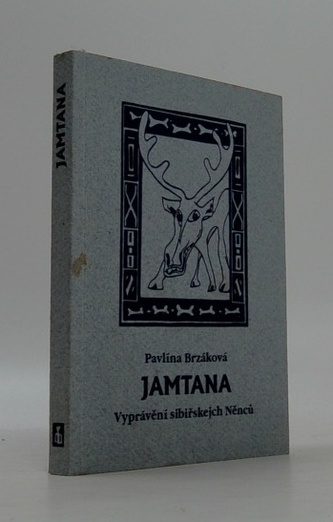 JAMTANA
Pavlína Brzáková
JAMTANA
Vyprávění sibiřskejch Něnců